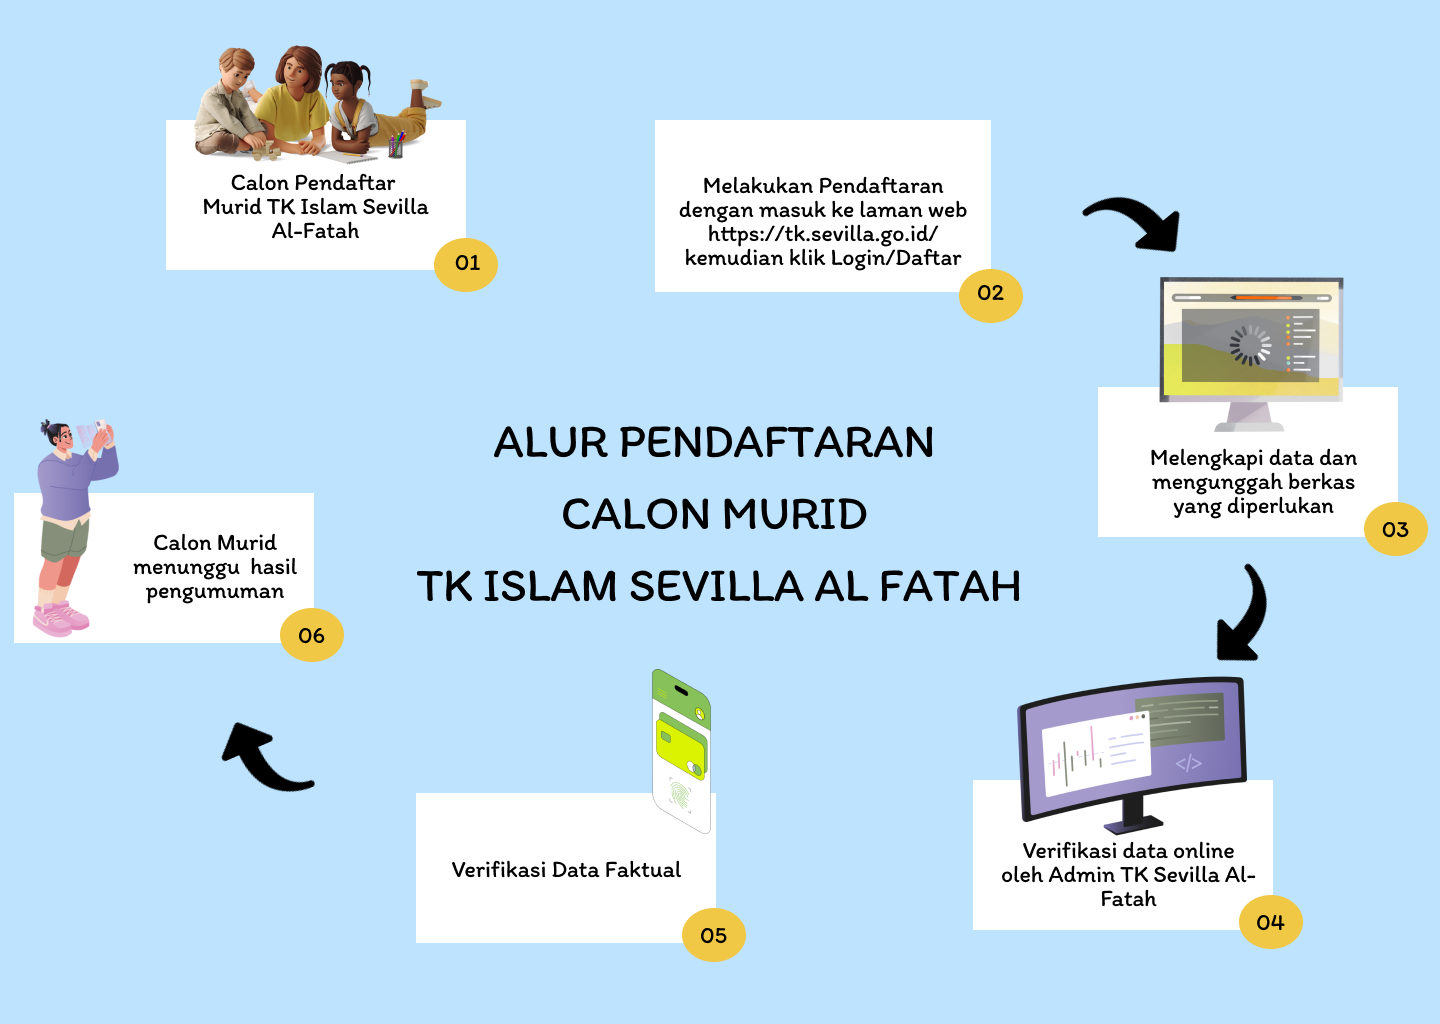 Calon Pendaftar
Murid TK Islam Sevilla
Al-Fatah
01
Melakukan Pendaftaran
dengan masuk ke laman web
https://tk.sevilla.go.id/
kemudian klik Login/Daftar
02
Melengkapi data dan
mengunggah berkas
yang diperlukan
03
ALUR PENDAFTARAN
CALON MURID
TK ISLAM SEVILLA AL FATAH
</>
Verifikasi data online
oleh Admin TK Sevilla Al-
Fatah
04
Verifikasi Data Faktual
05
Calon Murid
menunggu  hasil
pengumuman
06